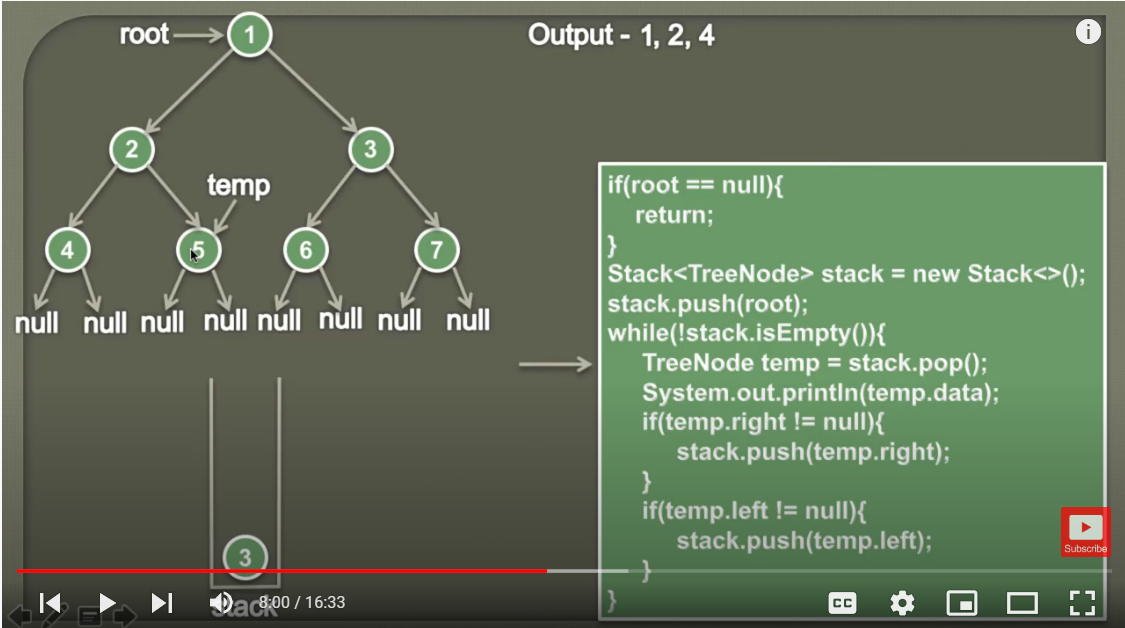 root
1
Output - 1, 2, 4
2
3
temp
4
5
6
7
null null null null null null null null
if(root == null){
return;
}
Stack<TreeNode> stack = new Stack<>();
stack.push(root);
while(!stack.isEmpty()){
TreeNode temp = stack.pop();
System.out.println(temp.data);
if(temp.right != null){
stack.push(temp.right);
}
if(temp.left != null){
stack.push(temp.left);
}
}
3
stack
Subscribe
8:00 / 16:33
CC